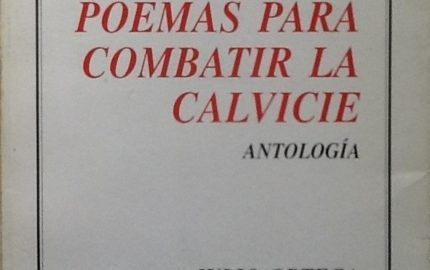 POEMAS PARA
COMBATIR LA
CALVICIE
ANTOLOGÍA